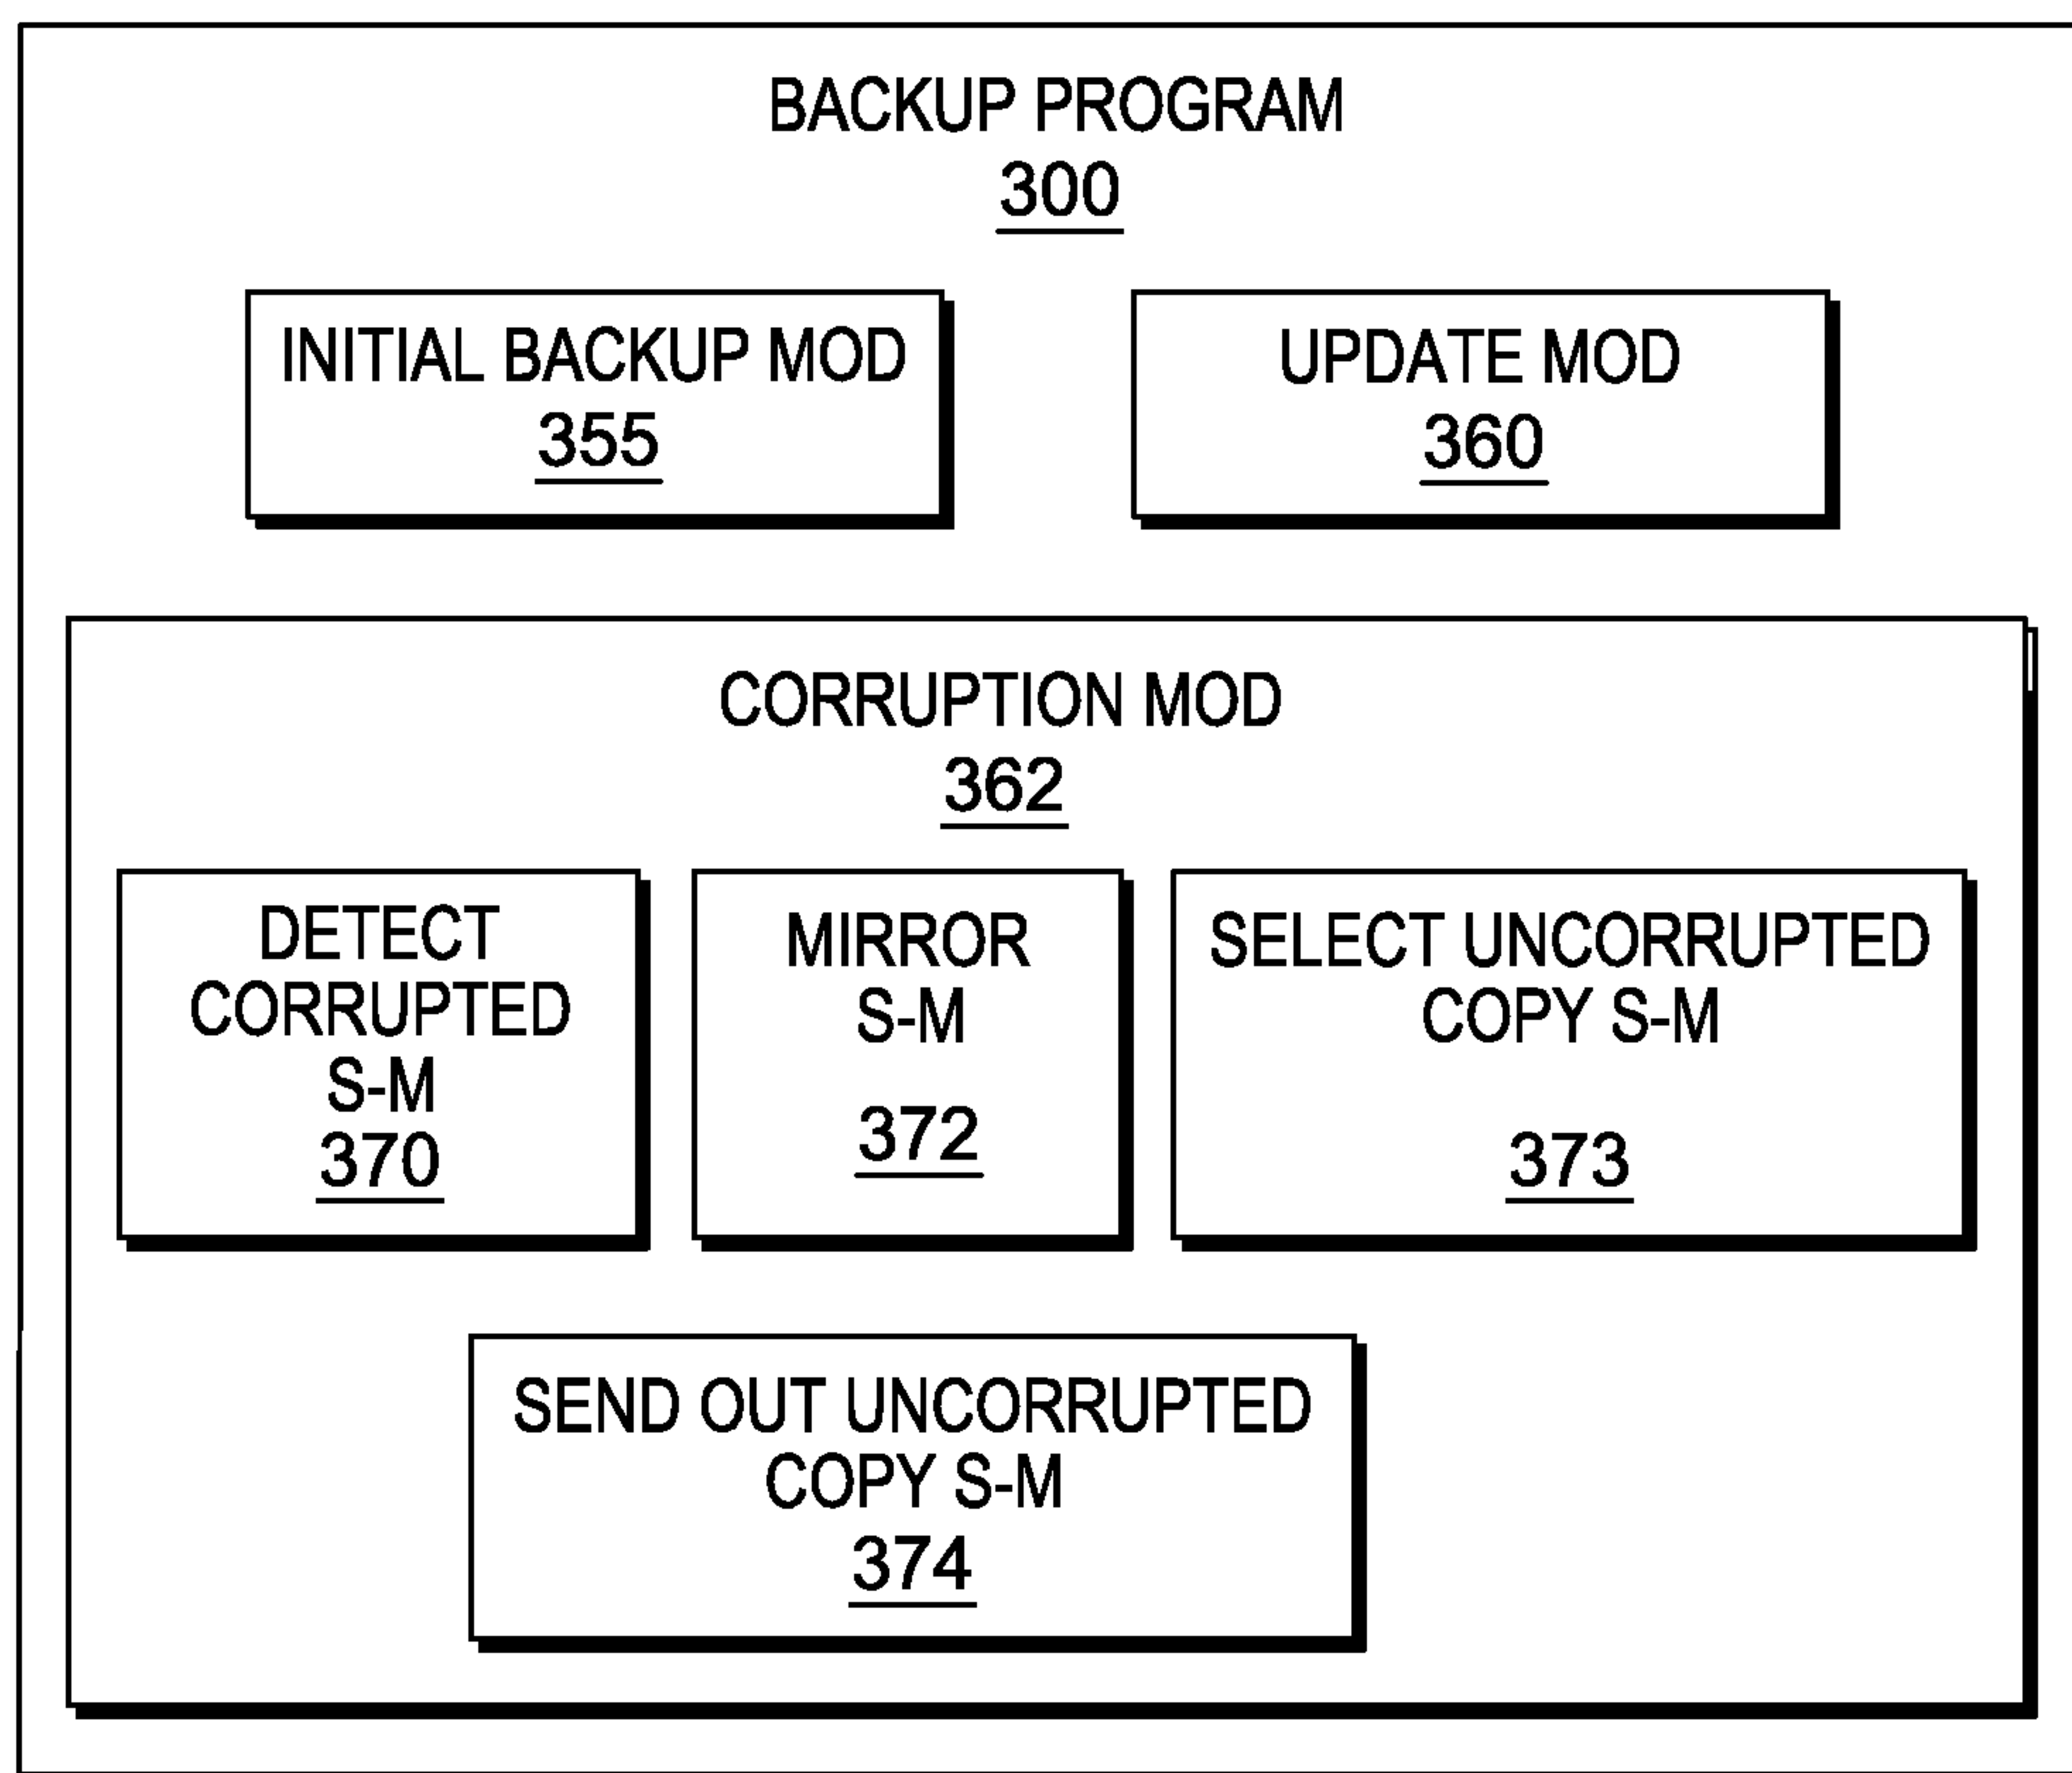 BACKUP PROGRAM
300
INITIAL BACKUP MOD
355
UPDATE MOD
360
CORRUPTION MOD
362
DETECT
CORRUPTED
S-M
370
MIRROR
S-M
372
SELECT UNCORRUPTED
COPY S-M
373
SEND OUT UNCORRUPTED
COPY S-M
374